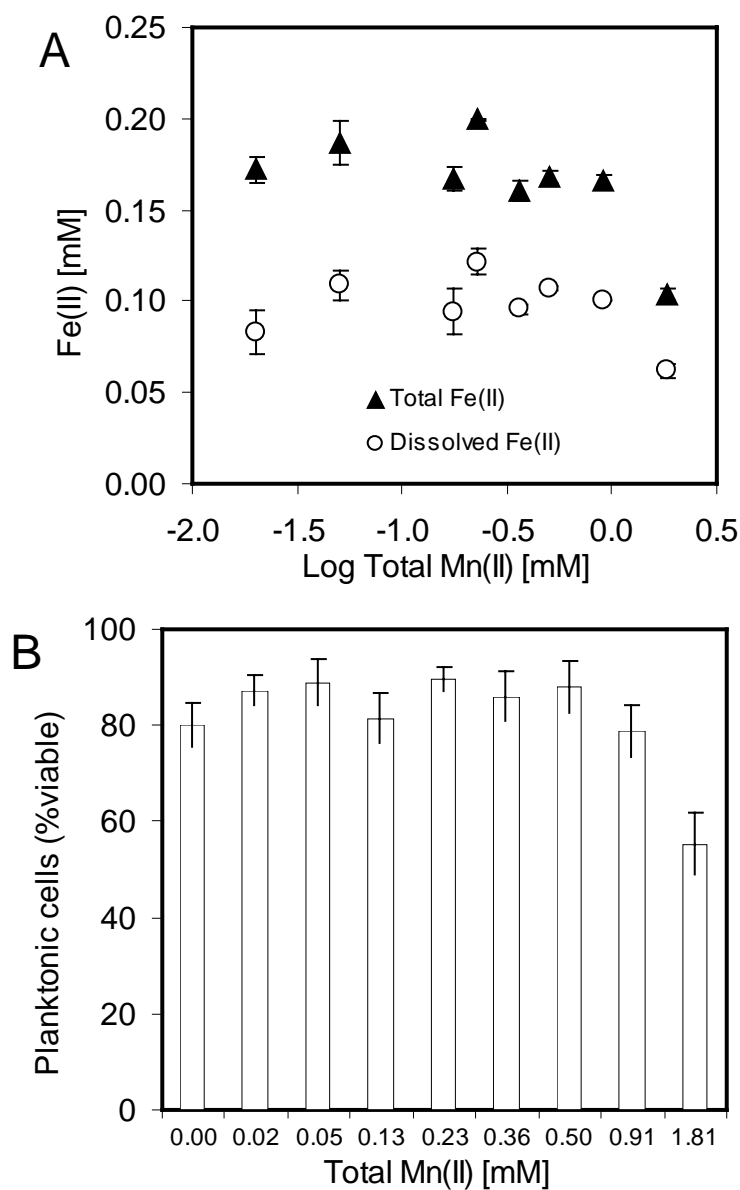 A
0.25
0.20
0.15
0.10
0.05
0.00
Fe(II) [mM]
Total Fe(II)
Dissolved Fe(II)
-2.0 -1.5 -1.0 -0.5 0.0 0.5
Log Total Mn(II) [mM]
B
100
80
60
40
20
0
Planktonic cells (%viable)
0.00 0.02 0.05 0.13 0.23 0.36 0.50 0.91 1.81
Total Mn(II) [mM]